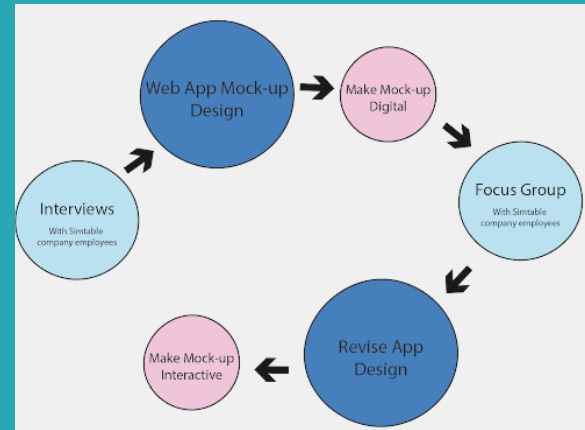 Interviews
With Simtable
company employees
Web App Mock-up
Design
Make Mock-up
Digital
Focus Group
With Simtable
company employees
Revise App
Design
Make Mock-up
Interactive